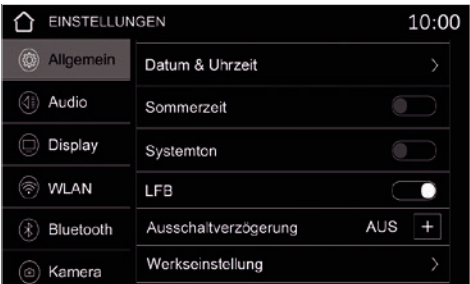 EINSTELLUNGEN 10:00
Allgemein
Audio
Display
WLAN
Bluetooth
Kamera
Datum & Uhrzeit
Sommerzeit
Systemton
LFB
Ausschaltverzögerung AUS +
Werkseinstellung